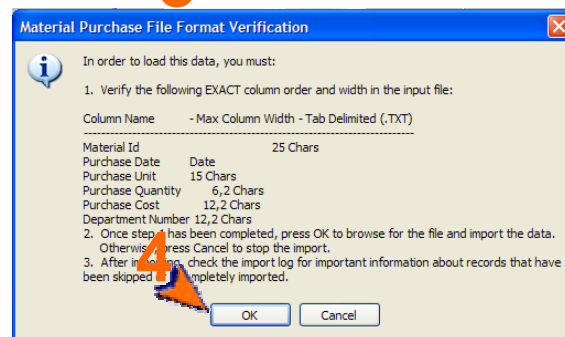 Material Purchase File Format Verification
In order to load this data, you must:
1. Verify the following EXACT column order and width in the input file:
Column Name - Max Column Width - Tab Delimited (.TXT)
--------------------------------------------------------------------------------
Material Id 25 Chars
Purchase Date Date
Purchase Unit 15 Chars
Purchase Quantity 6,2 Chars
Purchase Cost 12,2 Chars
Department Number 12,2 Chars
2. Once step 1 has been completed, press OK to browse for the file and import the data.
Otherwise press Cancel to stop the import.
3. After check the import log for important information about records that have
been skipped imported.
4
OK Cancel